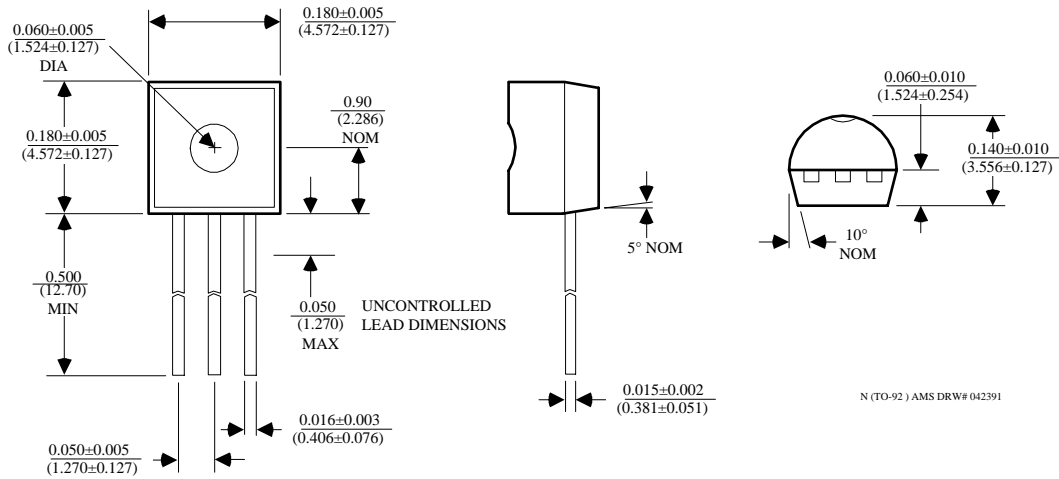 0.060±0.005
(1.524±0.127)
DIA
0.180±0.005
(4.572±0.127)
0.180±0.005
(4.572±0.127)
0.90
(2.286)
NOM
0.500
(12.70)
MIN
0.050
(1.270)
MAX
UNCONTROLLED
LEAD DIMENSIONS
0.016±0.003
(0.406±0.076)
0.050±0.005
(1.270±0.127)
5° NOM
0.015±0.002
(0.381±0.051)
0.060±0.010
(1.524±0.254)
0.140±0.010
(3.556±0.127)
10°
NOM
N (TO-92 ) AMS DRW# 042391